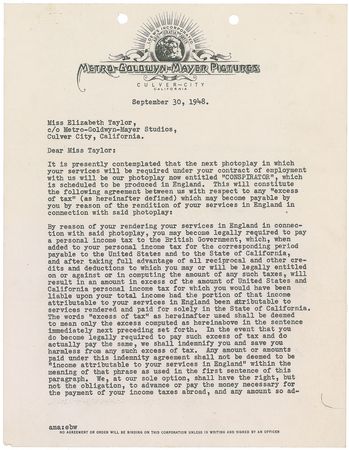 METRO-GOLDWYN-MAYER PICTURES
CULVER-CITY
CALIFORNIA
September 30, 1948.
Miss Elizabeth Taylor,
c/o Metro-Goldwyn-Mayer Studios,
Culver City, California.
Dear Miss Taylor:
It is presently contemplated that the next photoplay in which
your services will be required under your contract of employment
with us will be our photoplay now entitled "CONSPIRATOR", which
is scheduled to be produced in England. This will constitute
the following agreement between us with respect to any "excess
of tax" (as hereinafter defined) which may become payable by
you by reason of the rendition of your services in England in
connection with said photoplay:
By reason of your rendering your services in England in connec-
tion with said photoplay, you may become legally required to pay
a personal income tax to the British Government, which, when
added to your personal income tax for the corresponding period
payable to the United States and to the State of California,
and after taking full advantage of all reciprocal and other cre-
dits and deductions to which you may or will be legally entitled
on or against or in computing the amount of any such taxes, will
result in an amount in excess of the amount of United States and
California personal income tax for which you would have been
liable upon your total income had the portion of that income
attributable to your services in England been attributable to
services rendered and paid for solely in the State of California.
The words "excess of tax" as hereinafter used shall be deemed
to mean only the excess computed as hereinabove in the sentence
immediately next preceding set forth. In the event that you
do become legally required to pay such excess of tax and do
actually pay the same, we shall indemnify you and save you
harmless from any such excess of tax. Any amount or amounts
paid under this indemnity agreement shall not be deemed to be
"income attributable to your services in England" within the
meaning of that phrase as used in the first sentence of this
paragraph. We, at our sole option, shall have the right, but
not the obligation, to advance or pay the money necessary for
the payment of your income taxes abroad, and any amount so ad-
ama:ebw
NO AGREEMENT OR ORDER WILL BE BINDING ON THIS CORPORATION UNLESS IN WRITING AND SIGNED BY AN OFFICER